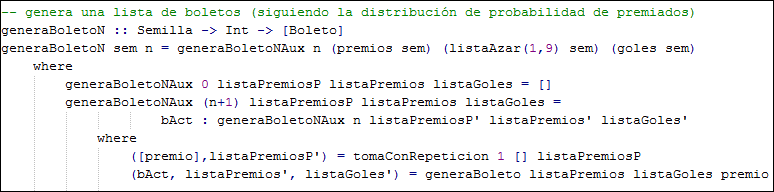 -- genera una lista de boletos (siguiendo la distribución de probabilidad de premiados)
generaBoletoN :: Semilla -> Int -> [Boleto]
generaBoletoN sem n = generaBoletoNAux n (premios sem) (listaAzar(1,9) sem) (goles sem)
    where
        generaBoletoNAux 0 listaPremiosP listaPremios listaGoles = []
        generaBoletoNAux (n+1) listaPremiosP listaPremios listaGoles =
                    bAct : generaBoletoNAux n listaPremiosP' listaPremios' listaGoles'
            where
                ([premio],listaPremiosP') = tomaConRepeticion 1 [] listaPremiosP
                (bAct, listaPremios', listaGoles') = generaBoleto listaPremios listaGoles premio